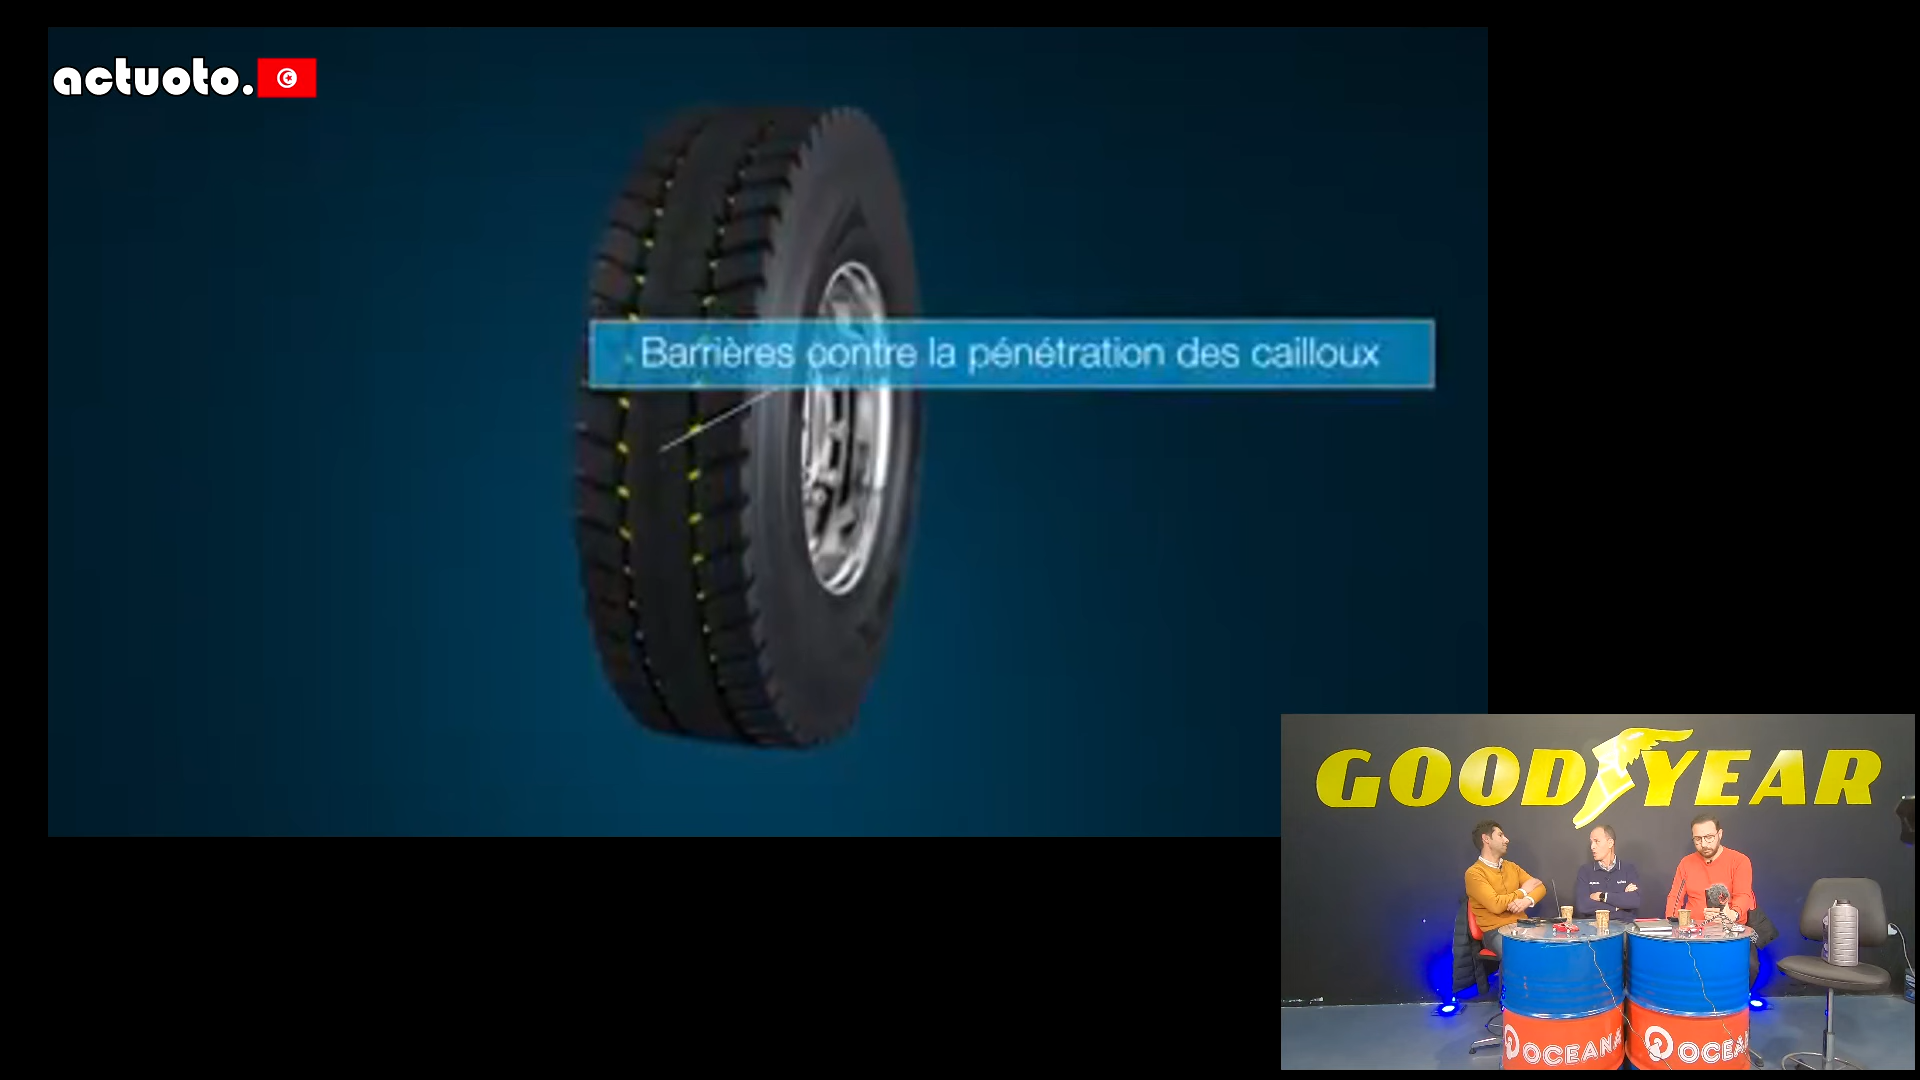 actuoto.
Barrières contre la pénétration des cailloux
GOODYEAR
OCEANA
OCEA